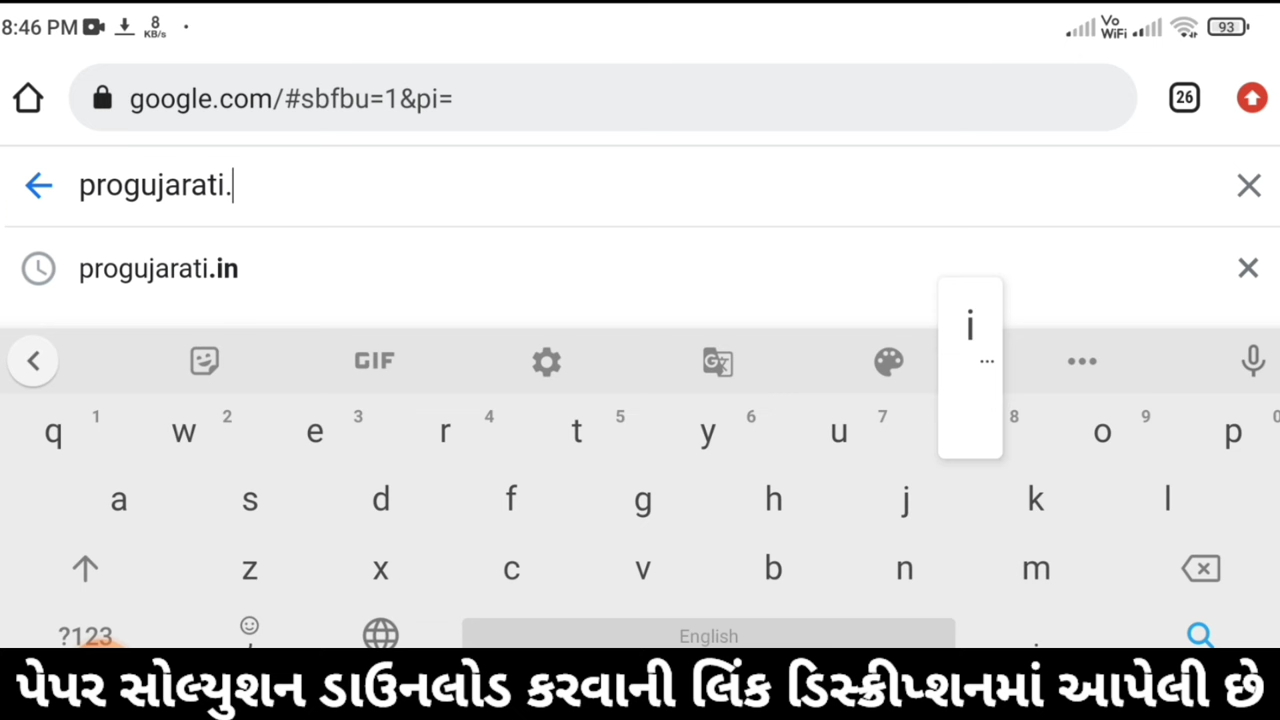 8:46 PM 8 KB/s Vo WiFi 93
google.com/#sbfbu=1&pi= 26
progujarati.
progujarati.in
i
GIF ...
q 1 w 2 e 3 r 4 t 5 y 6 u 7 8 o 9 p 0
a s d f g h j k l
z x c v b n m
?123 English
પેપર સોલ્યુશન ડાઉનલોડ કરવાની લિંક ડિસ્ક્રીપ્શનમાં આપેલી છે